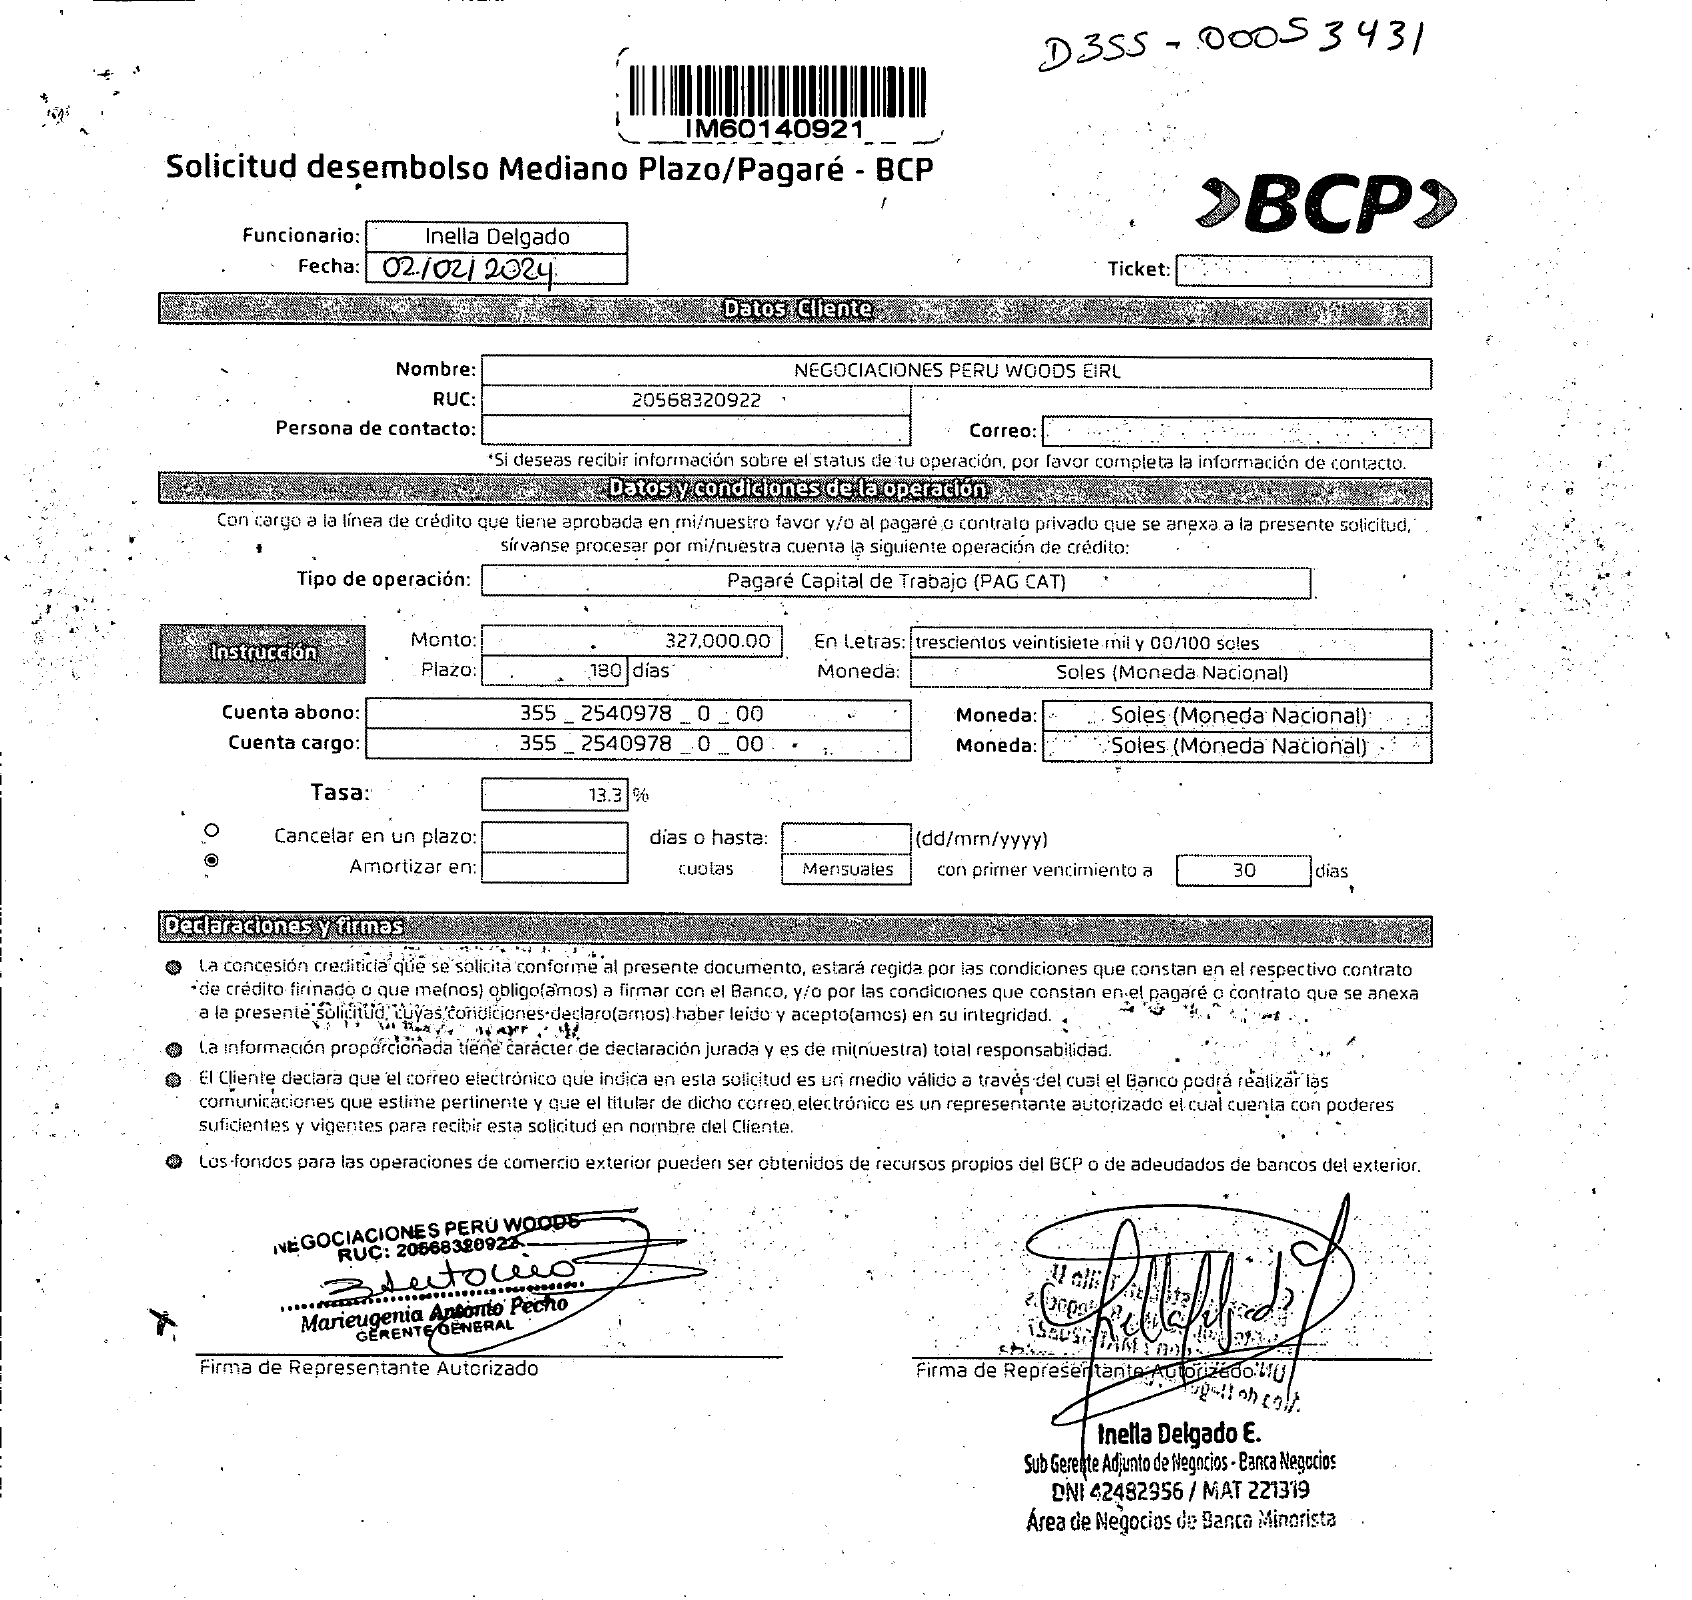 D355 - 00053431
IM60140921
Solicitud desembolso Mediano Plazo/Pagaré - BCP
BCP
Funcionario: Inella Delgado
Fecha: 02/02/2024
Ticket:
Datos Cliente
Nombre: NEGOCIACIONES PERU WOODS EIRL
RUC: 20568320922
Persona de contacto: Correo:
*Si deseas recibir información sobre el status de tu operación, por favor completa la información de contacto.
Datos y condiciones de la operación
Con cargo a la línea de crédito que tiene aprobada en mi/nuestro favor y/o al pagaré o contrato privado que se anexa a la presente solicitud,
sírvanse procesar por mi/nuestra cuenta la siguiente operación de crédito:
Tipo de operación: Pagaré Capital de Trabajo (PAG CAT)
Instrucción
Monto: 327,000.00 En Letras: trescientos veintisiete mil y 00/100 soles
Plazo: 180 días Moneda: Soles (Moneda Nacional)
Cuenta abono: 355 _ 2540978 _ 0 _ 00 Moneda: Soles (Moneda Nacional)
Cuenta cargo: 355 _ 2540978 _ 0 _ 00 Moneda: Soles (Moneda Nacional)
Tasa: 13.3 %
Cancelar en un plazo: días o hasta: (dd/mm/yyyy)
Amortizar en: cuotas Mensuales con primer vencimiento a 30 días
Declaraciones y firmas
La concesión crediticia que se solicita conforme al presente documento, estará regida por las condiciones que constan en el respectivo contrato
de crédito firmado o que me(nos) obligo(amos) a firmar con el Banco, y/o por las condiciones que constan en el pagaré o contrato que se anexa
a la presente solicitud, cuyas condiciones declaro(amos) haber leído y acepto(amos) en su integridad.
La información proporcionada tiene carácter de declaración jurada y es de mi(nuestra) total responsabilidad.
El Cliente declara que el correo electrónico que indica en esta solicitud es un medio válido a través del cual el Banco podrá realizar las
comunicaciones que estime pertinente y que el titular de dicho correo electrónico es un representante autorizado el cual cuenta con poderes
suficientes y vigentes para recibir esta solicitud en nombre del Cliente.
Los fondos para las operaciones de comercio exterior pueden ser obtenidos de recursos propios del BCP o de adeudados de bancos del exterior.
NEGOCIACIONES PERU WOODS
RUC: 20568320922
Marieugenia Antonio Pecho
GERENTE GENERAL
Firma de Representante Autorizado
Firma de Representante Autorizado
Inella Delgado E.
Sub Gerente Adjunto de Negocios - Banca Negocios
DNI 42482956 / MAT 221319
Área de Negocios de Banca Minorista